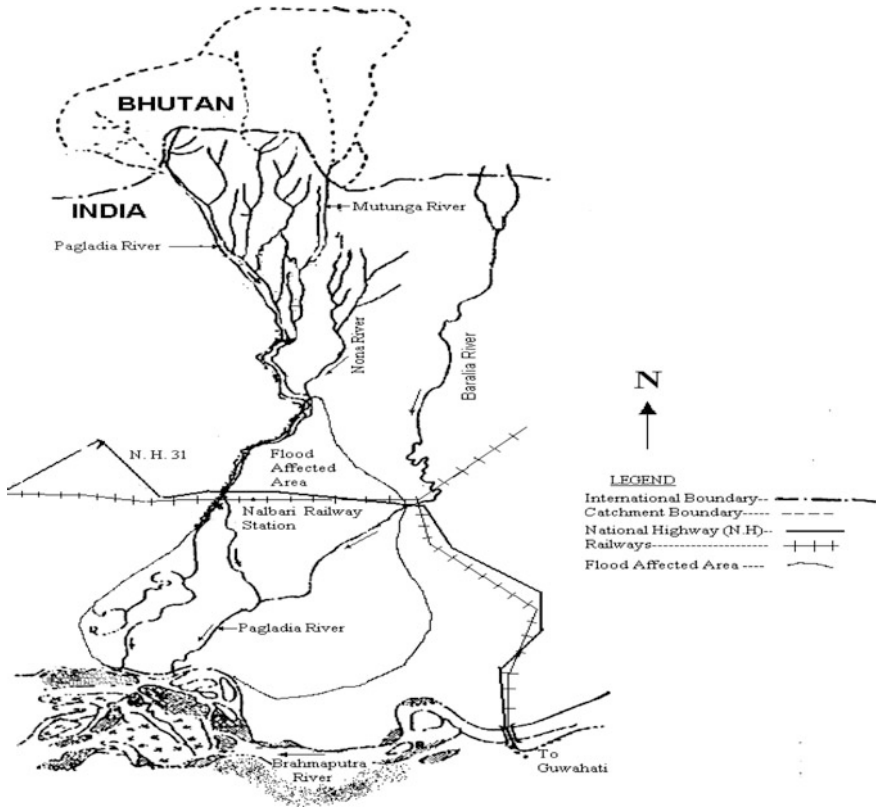 BHUTAN
INDIA
Mutunga River
Pagladia River
Nona River
Baralia River
N
N. H. 31
Flood
Affected
Area
Nalbari Railway
Station
LEGEND
International Boundary--
Catchment Boundary-----
National Highway (N.H)--
Railways---------------
Flood Affected Area ----
Pagladia River
To
Guwahati
Brahmaputra
River